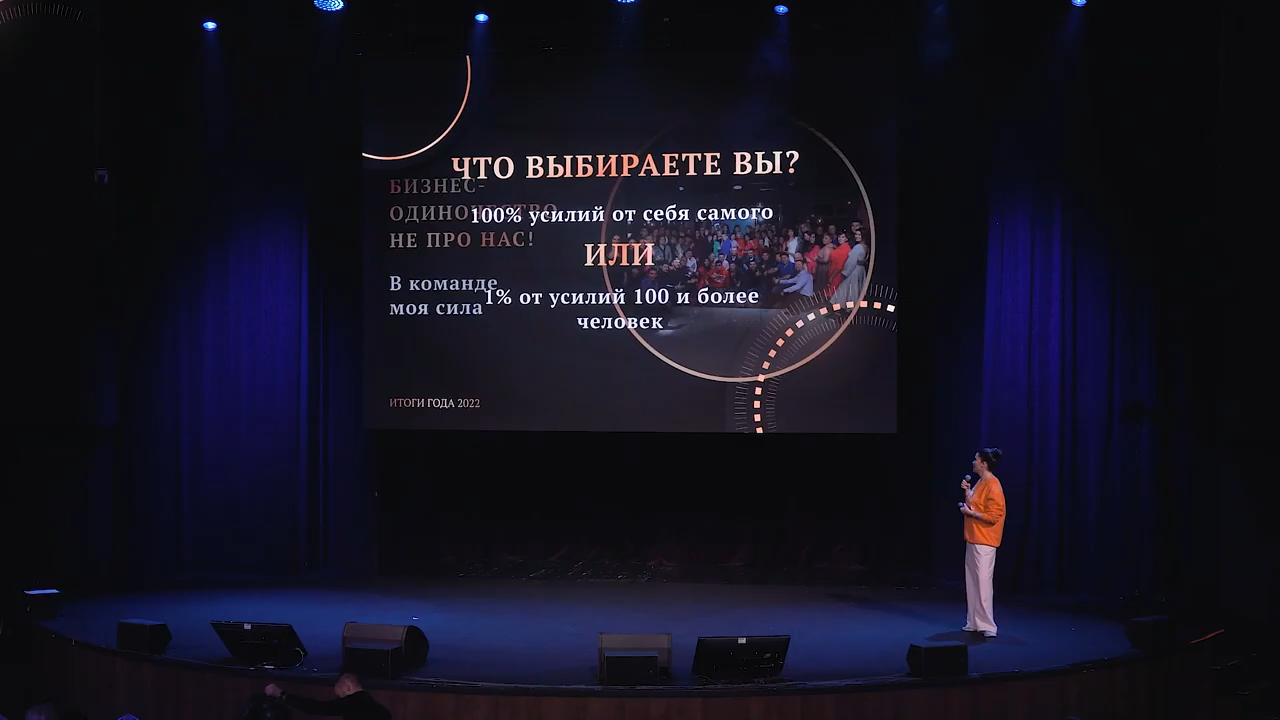 ЧТО ВЫБИРАЕТЕ ВЫ?
100% усилий от себя самого
ИЛИ
1% от усилий 100 и более
человек
БИЗНЕС-
ОДИНОЧЕСТВО
НЕ ПРО НАС!
В команде
моя сила
ИТОГИ ГОДА 2022